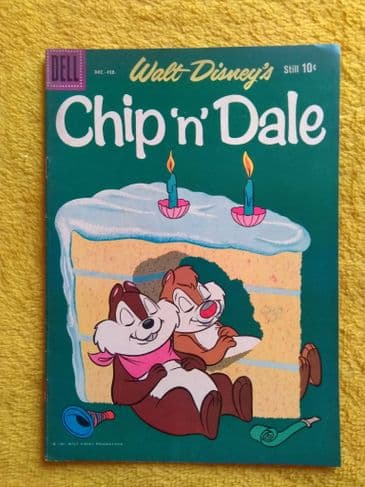 DELL
DEC.-FEB.
Walt Disney's
Still 10¢
Chip 'n' Dale